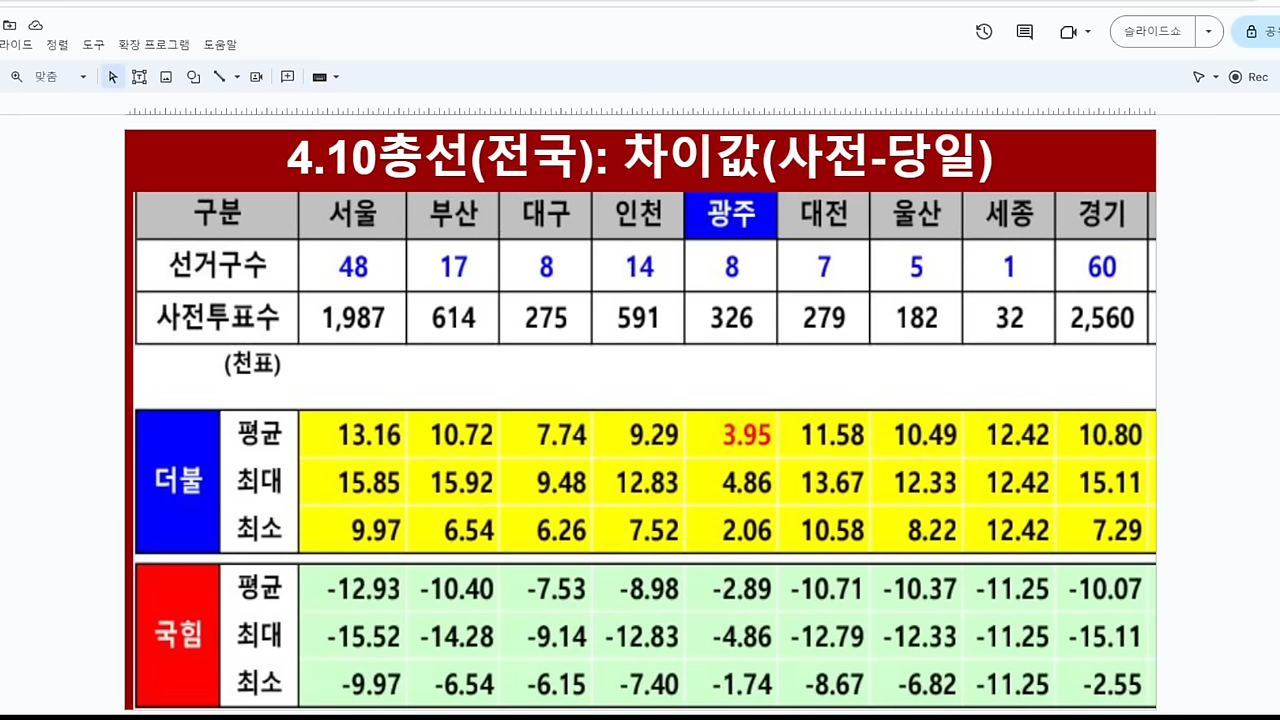 라이드 정렬 도구 확장 프로그램 도움말
슬라이드쇼
맞춤
Rec
4.10총선(전국): 차이값(사전-당일)
구분 서울 부산 대구 인천 광주 대전 울산 세종 경기
선거구수 48 17 8 14 8 7 5 1 60
사전투표수 1,987 614 275 591 326 279 182 32 2,560
(천표)
더불
평균 13.16 10.72 7.74 9.29 3.95 11.58 10.49 12.42 10.80
최대 15.85 15.92 9.48 12.83 4.86 13.67 12.33 12.42 15.11
최소 9.97 6.54 6.26 7.52 2.06 10.58 8.22 12.42 7.29
국힘
평균 -12.93 -10.40 -7.53 -8.98 -2.89 -10.71 -10.37 -11.25 -10.07
최대 -15.52 -14.28 -9.14 -12.83 -4.86 -12.79 -12.33 -11.25 -15.11
최소 -9.97 -6.54 -6.15 -7.40 -1.74 -8.67 -6.82 -11.25 -2.55